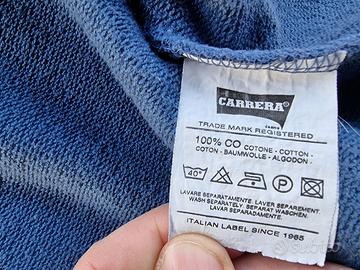 CARRERA®
TRADE MARK REGISTERED
100% CO COTONE - COTTON -
COTON - BAUMWOLLE - ALGODON -
40° P
LAVARE SEPARATAMENTE. LAVER SEPAREMENT.
WASH SEPARATELY. SEPARAT WASCHEN.
LAVAR SEPARADAMENTE.
ITALIAN LABEL SINCE 1965